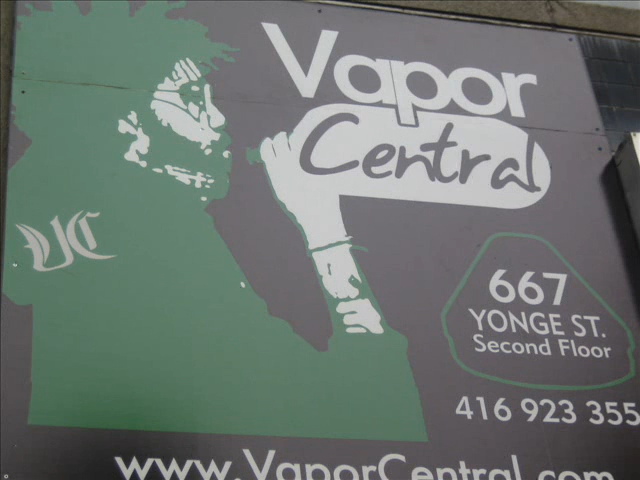 Vapor
Central
VC
667
YONGE ST.
Second Floor
416 923 355
www.VaporCentral.com